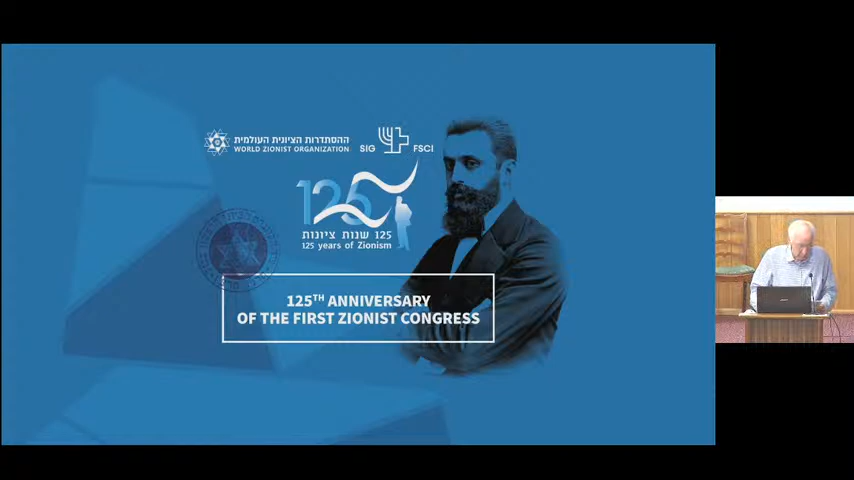 ההסתדרות הציונית העולמית
WORLD ZIONIST ORGANIZATION
SIG FSCI
125
125 שנות ציונות
125 years of Zionism
125TH ANNIVERSARY
OF THE FIRST ZIONIST CONGRESS